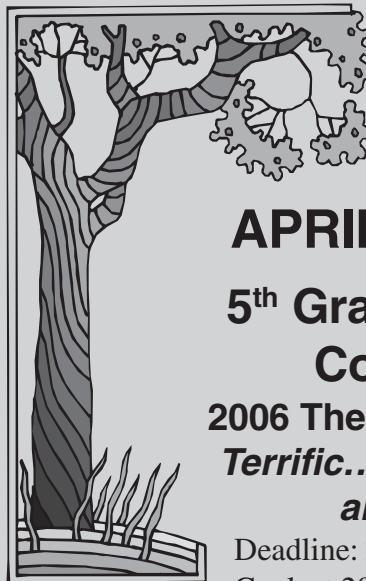 APRIL
5th Gra
Co
2006 The
Terrific..
Deadline: